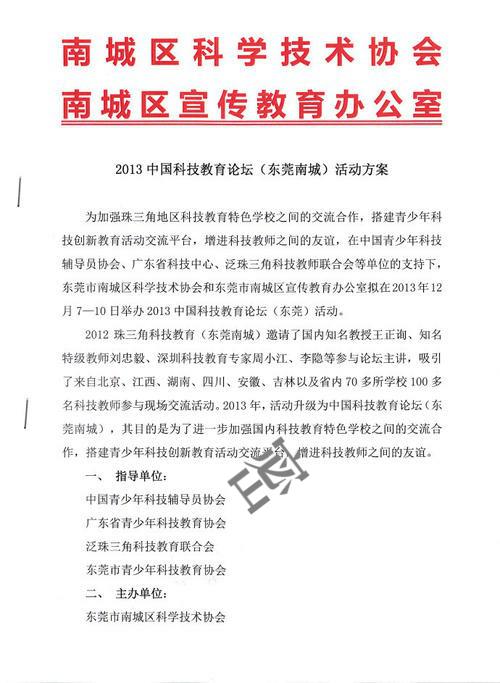 南城区科学技术协会
南城区宣传教育办公室
2013 中国科技教育论坛（东莞南城）活动方案
为加强珠三角地区科技教育特色学校之间的交流合作，搭建青少年科
技创新教育活动交流平台，增进科技教师之间的友谊，在中国青少年科技
辅导员协会、广东省科技中心、泛珠三角科技教师联合会等单位的支持下，
东莞市南城区科学技术协会和东莞市南城区宣传教育办公室拟在 2013 年 12
月 7—10 日举办 2013 中国科技教育论坛（东莞）活动。
2012 珠三角科技教育（东莞南城）邀请了国内知名教授王正询、知名
特级教师刘忠毅、深圳科技教育专家周小江、李隐等参与论坛主讲，吸引
了来自北京、江西、湖南、四川、安徽、吉林以及省内 70 多所学校 100 多
名科技教师参与现场交流活动。2013 年，活动升级为中国科技教育论坛（东
莞南城），其目的是为了进一步加强国内科技教育特色学校之间的交流合
作，搭建青少年科技创新教育活动交流平台，增进科技教师之间的友谊。
一、 指导单位：
中国青少年科技辅导员协会
广东省青少年科技教育协会
泛珠三角科技教育联合会
东莞市青少年科技教育协会
二、 主办单位：
东莞市南城区科学技术协会